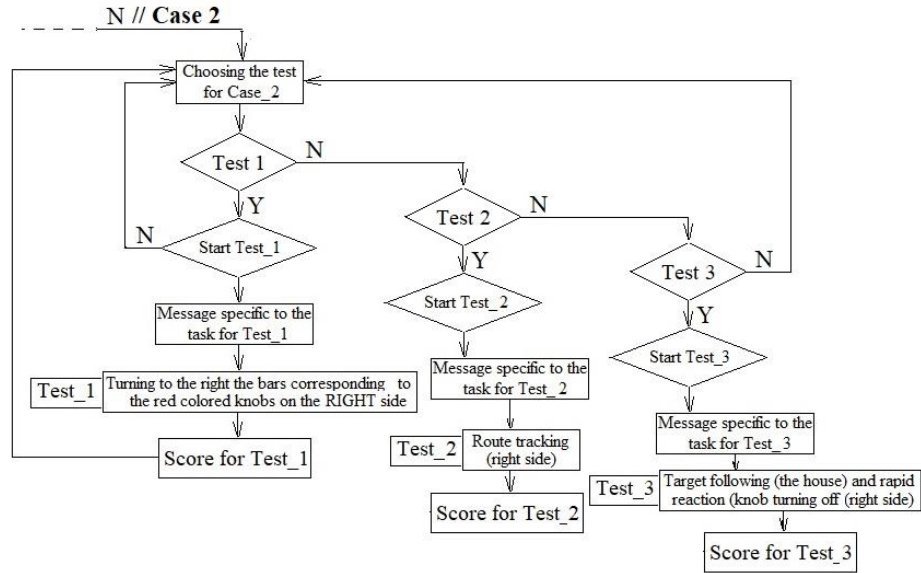 N // Case 2
Choosing the test
for Case_2
Test 1
N
Y
Test 2
N
N
Start Test_1
Y
Test 3
N
Start Test_2
Y
Message specific to the
task for Test_1
Start Test_3
Message specific to the
task for Test_2
Test_1
Turning to the right the bars corresponding to
the red colored knobs on the RIGHT side
Message specific to the
task for Test_3
Score for Test_1
Test_2
Route tracking
(right side)
Test_3
Target following (the house) and rapid
reaction (knob turning off (right side)
Score for Test_2
Score for Test_3